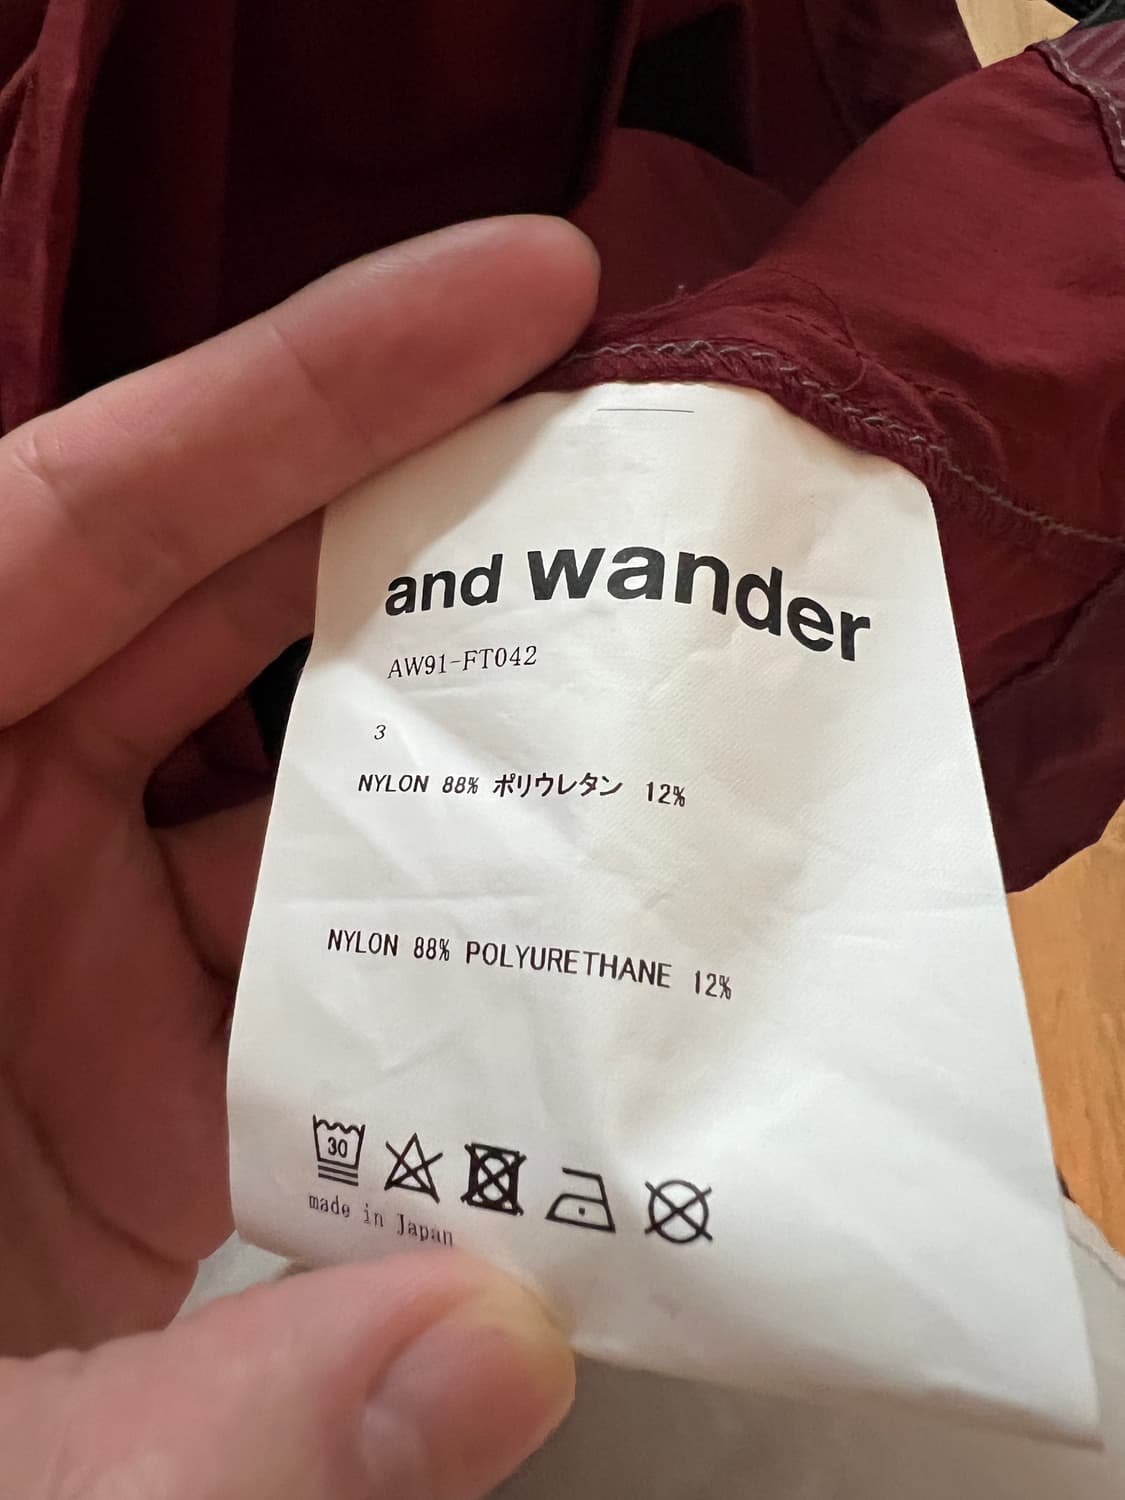 and wander
AW91-FT042
3
NYLON 88% ポリウレタン 12%
NYLON 88% POLYURETHANE 12%
30
made in Japan